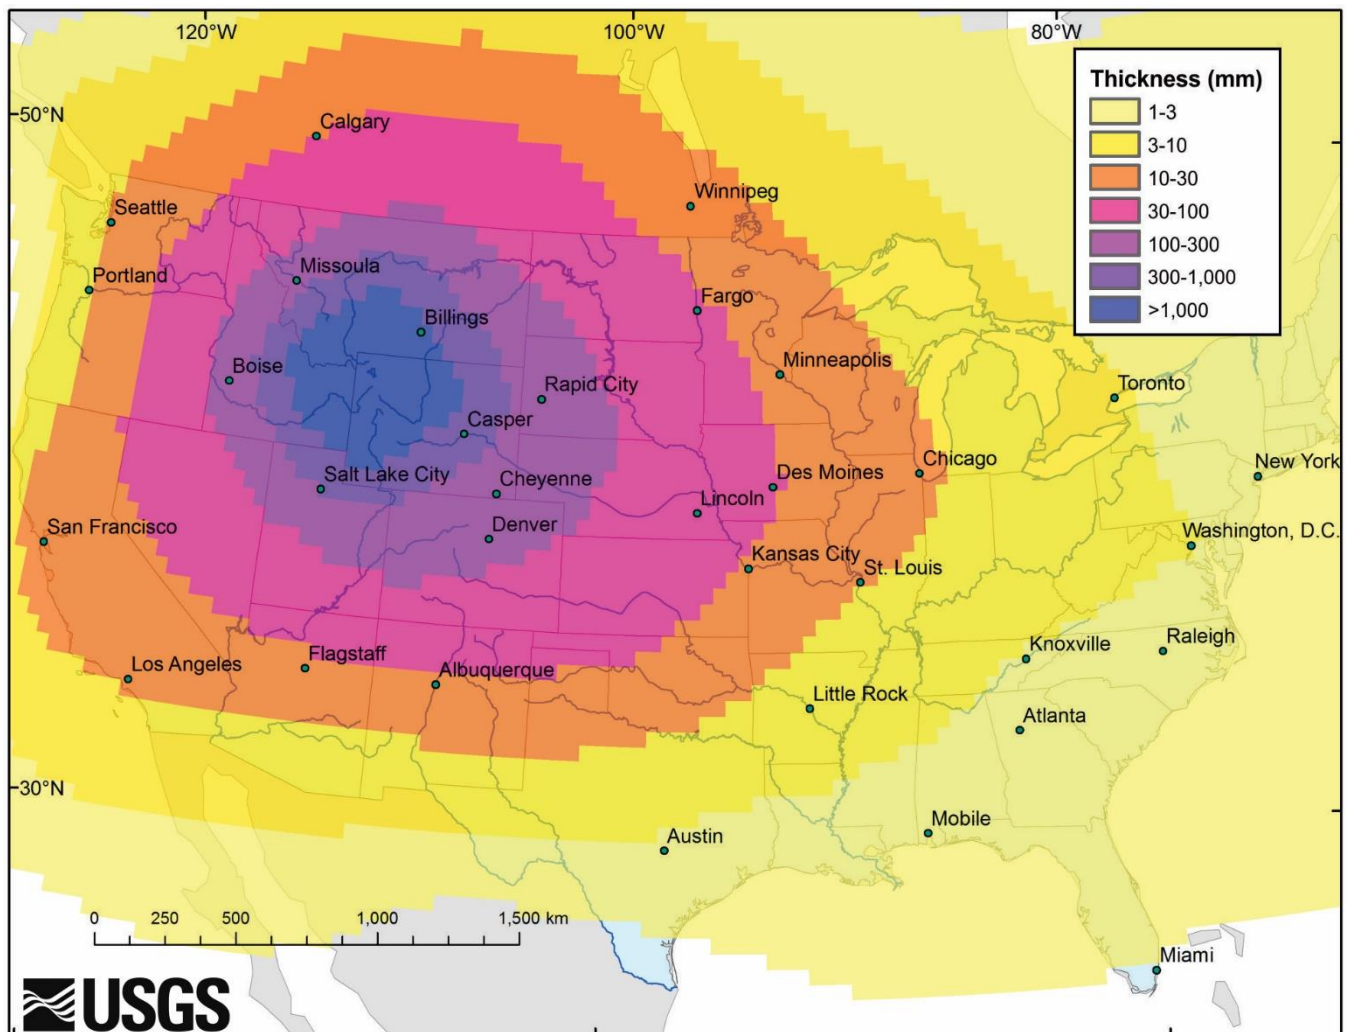 120°W
100°W
80°W
Thickness (mm)
1-3
3-10
10-30
30-100
100-300
300-1,000
>1,000
50°N
Calgary
Winnipeg
Seattle
Portland
Missoula
Fargo
Billings
Minneapolis
Boise
Rapid City
Toronto
Casper
Chicago
New York
Salt Lake City
Cheyenne
Des Moines
Lincoln
San Francisco
Denver
Washington, D.C.
Kansas City
St. Louis
Los Angeles
Flagstaff
Albuquerque
Knoxville
Raleigh
Little Rock
Atlanta
30°N
Austin
Mobile
0 250 500 1,000 1,500 km
Miami
USGS